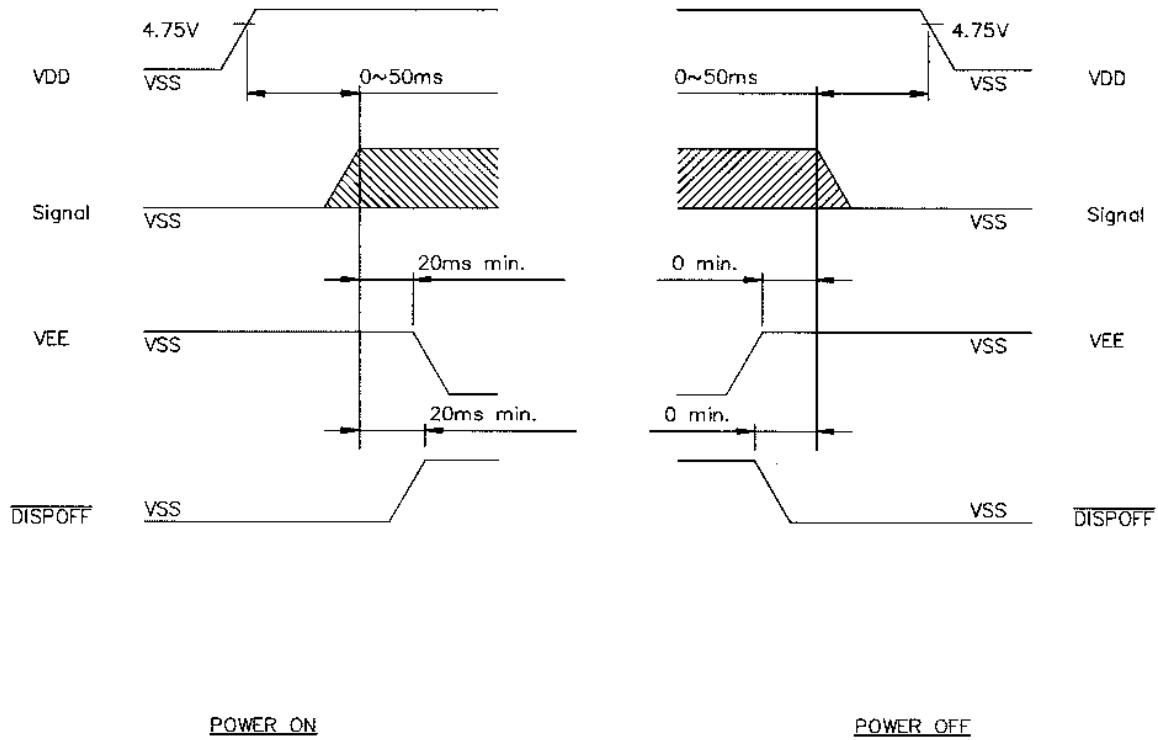 4.75V 4.75V
VDD VSS 0~50ms 0~50ms VSS VDD
Signal VSS VSS Signal
20ms min. 0 min.
VEE VSS VSS VEE
20ms min. 0 min.
DISPOFF VSS VSS DISPOFF
POWER ON POWER OFF